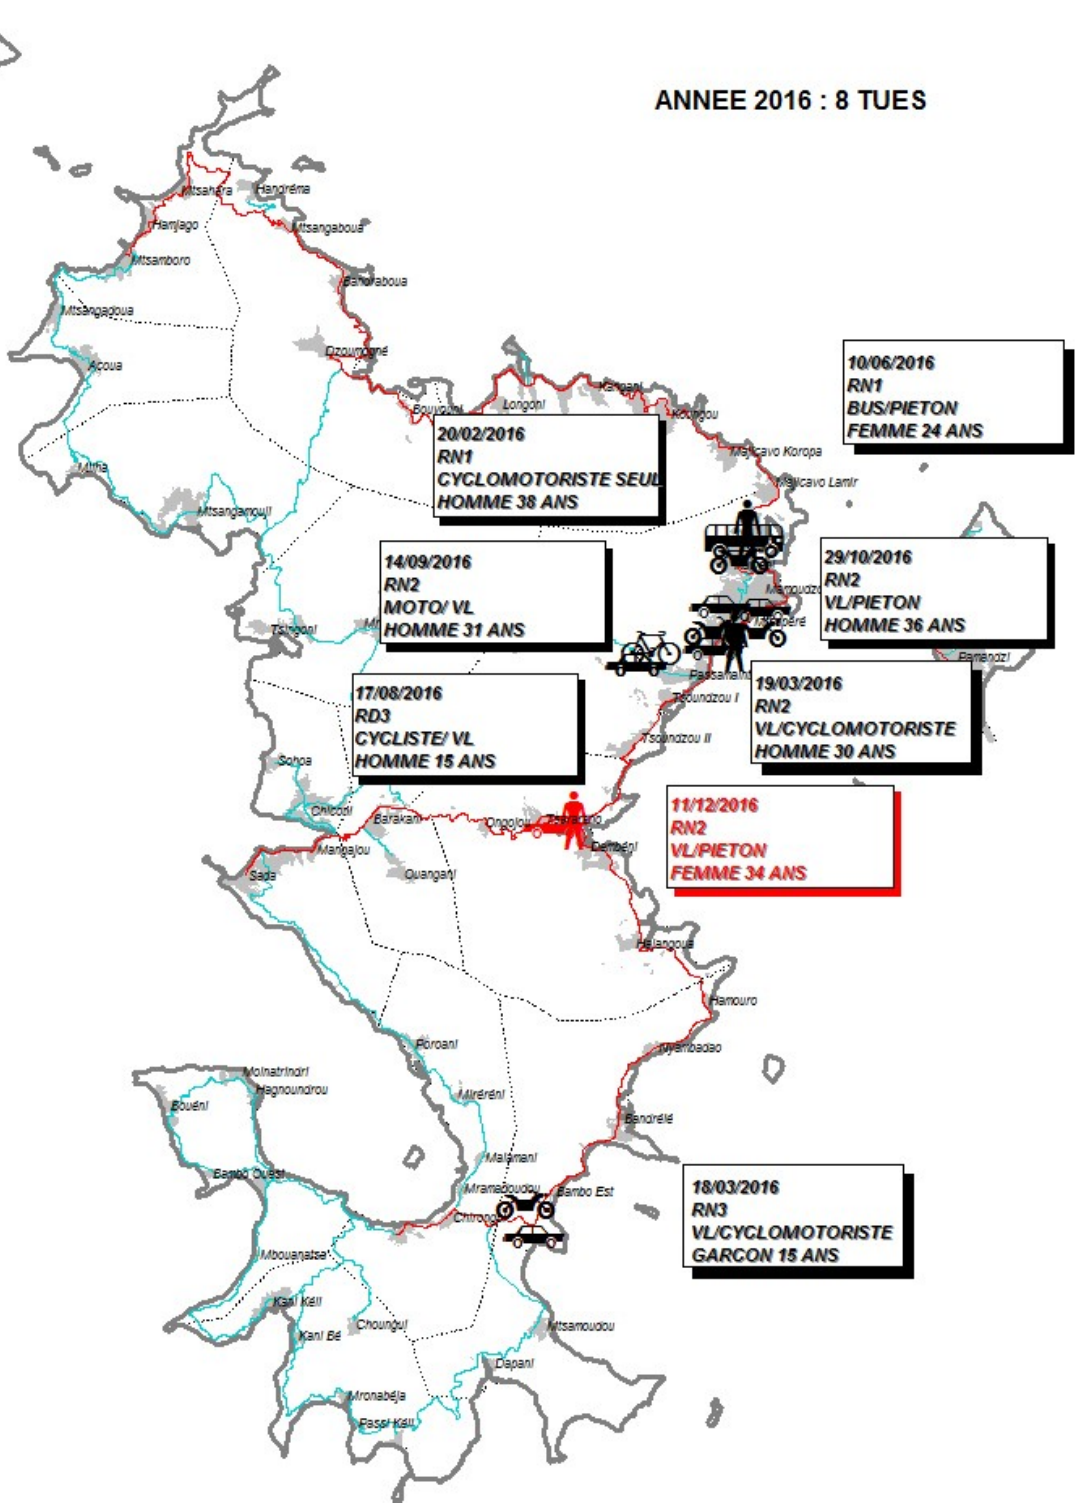 ANNEE 2016 : 8 TUES
Mtsahara
Handréma
Hamjago
Mtsangaboua
Mtsamboro
Bandraboua
Mtsangadoua
Dzoumogné
Acoua
Kangani
Longoni
Bouyouni
Koungou
10/06/2016
RN1
BUS/PIETON
FEMME 24 ANS
20/02/2016
RN1
CYCLOMOTORISTE SEUL
HOMME 38 ANS
Majicavo Koropa
Majicavo Lamir
Mtsangamouji
14/09/2016
RN2
MOTO/ VL
HOMME 31 ANS
29/10/2016
RN2
VL/PIETON
HOMME 36 ANS
Tsingoni
Pamandzi
17/08/2016
RD3
CYCLISTE/ VL
HOMME 15 ANS
19/03/2016
RN2
VL/CYCLOMOTORISTE
HOMME 30 ANS
Tsoundzou I
Tsoundzou II
Sohoa
Chiconi
Barakani
Ongojou
11/12/2016
RN2
VL/PIETON
FEMME 34 ANS
Mangajou
Dembéni
Sada
Ouangani
Hajangoua
Hamouro
Nyambadao
Poroani
Moinatrindri
Hagnoundrou
Miréréni
Bouéni
Bandrélé
Malamani
Bambo Ouest
Mramadoudou
Bambo Est
18/03/2016
RN3
VL/CYCLOMOTORISTE
GARCON 15 ANS
Mbouanatsa
Kani Kéli
Choungui
Kani Bé
Mtsamoudou
Dapani
Mronabéja
Passi Kéli